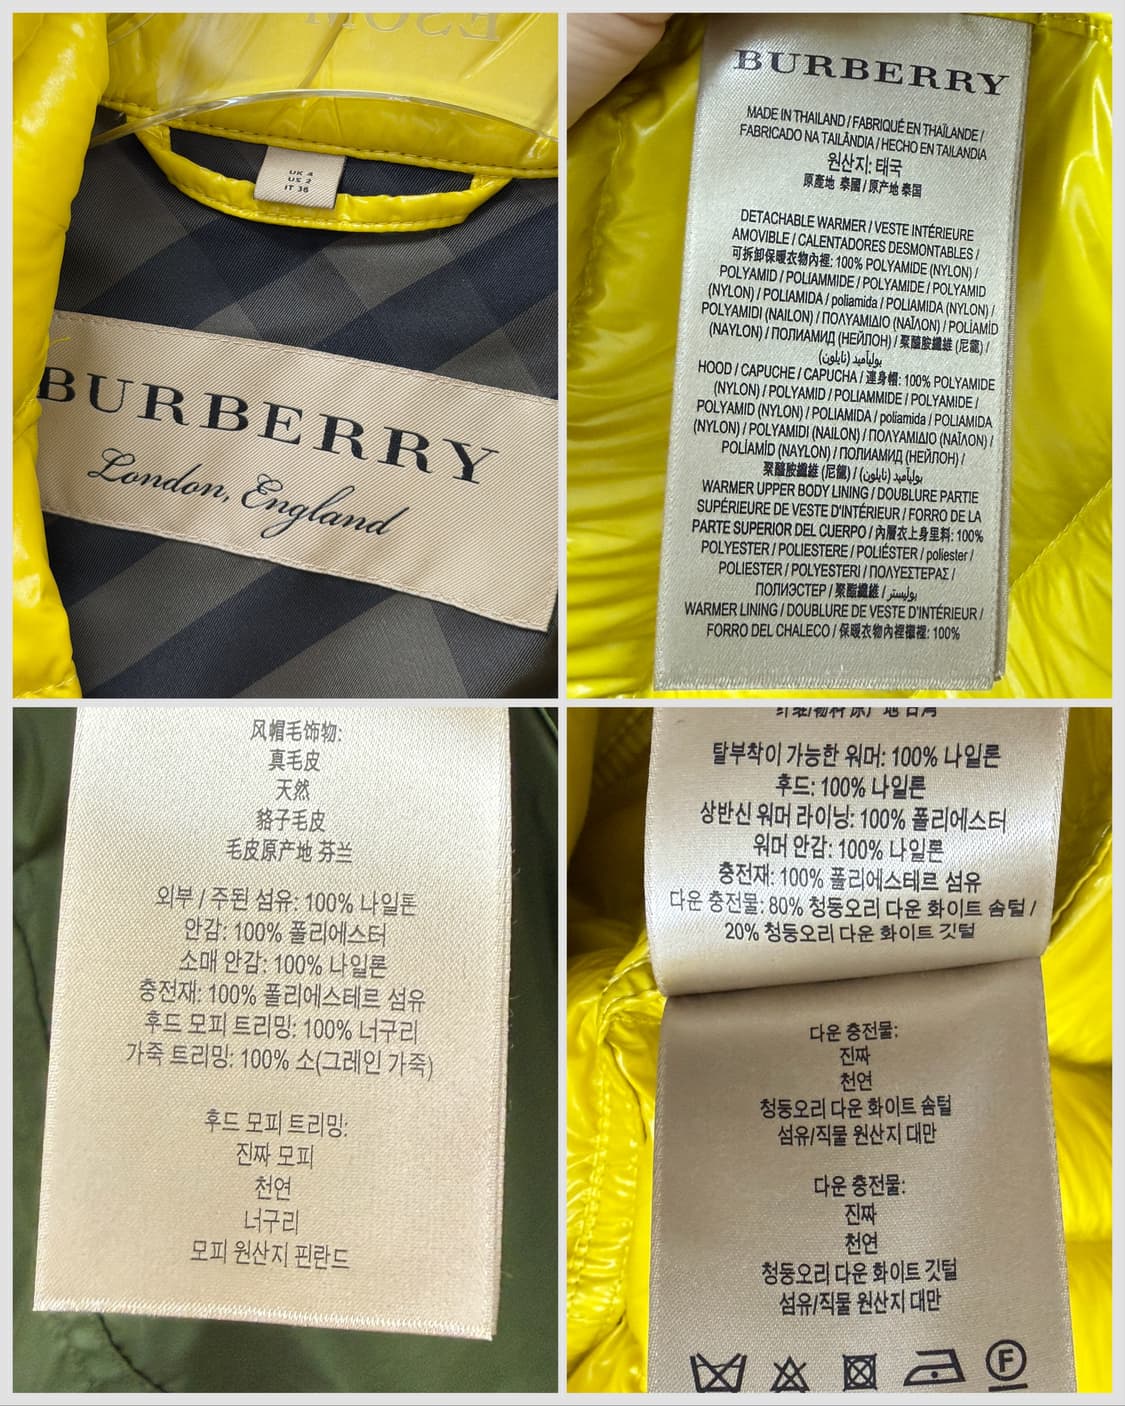 UK 4
US 2
IT 36
BURBERRY
London, England
BURBERRY
MADE IN THAILAND / FABRIQUÉ EN THAÏLANDE /
FABRICADO NA TAILÂNDIA / HECHO EN TAILANDIA
원산지: 태국
原產地 泰國 / 原产地 泰国
DETACHABLE WARMER / VESTE INTÉRIEURE
AMOVIBLE / CALENTADORES DESMONTABLES /
可拆卸保暖衣物內裡: 100% POLYAMIDE (NYLON) /
POLYAMID / POLIAMMIDE / POLYAMIDE / POLYAMID
(NYLON) / POLIAMIDA / poliamida / POLIAMIDA (NYLON) /
POLYAMIDI (NAILON) / ΠΟΛΥΑΜΙΔΙΟ (ΝΑΪΛΟΝ) / POLÍAMÍD
(NAYLON) / ПОЛИАМИД (НЕЙЛОН) / 聚醯胺纖維 (尼龍) /
بوليأميد (نايلون)
HOOD / CAPUCHE / CAPUCHA / 連身帽: 100% POLYAMIDE
(NYLON) / POLYAMID / POLIAMMIDE / POLYAMIDE /
POLYAMID (NYLON) / POLIAMIDA / poliamida / POLIAMIDA
(NYLON) / POLYAMIDI (NAILON) / ΠΟΛΥΑΜΙΔΙΟ (ΝΑΪΛΟΝ) /
POLÍAMÍD (NAYLON) / ПОЛИАМИД (НЕЙЛОН) /
聚醯胺纖維 (尼龍) / بوليأميد (نايلون)
WARMER UPPER BODY LINING / DOUBLURE PARTIE
SUPÉRIEURE DE VESTE D'INTÉRIEUR / FORRO DE LA
PARTE SUPERIOR DEL CUERPO / 內層衣上身里料: 100%
POLYESTER / POLIESTERE / POLIÉSTER / poliester /
POLIESTER / POLYESTERI / ΠΟΛΥΕΣΤΕΡΑΣ /
ПОЛИЭСТЕР / 聚酯纖維 / بوليستر
WARMER LINING / DOUBLURE DE VESTE D'INTÉRIEUR /
FORRO DEL CHALECO / 保暖衣物內裡襯裡: 100%
风帽毛饰物:
真毛皮
天然
貉子毛皮
毛皮原产地 芬兰
외부 / 주된 섬유: 100% 나일론
안감: 100% 폴리에스터
소매 안감: 100% 나일론
충전재: 100% 폴리에스테르 섬유
후드 모피 트리밍: 100% 너구리
가죽 트리밍: 100% 소(그레인 가죽)
후드 모피 트리밍:
진짜 모피
천연
너구리
모피 원산지 핀란드
탈부착이 가능한 워머: 100% 나일론
후드: 100% 나일론
상반신 워머 라이닝: 100% 폴리에스터
워머 안감: 100% 나일론
충전재: 100% 폴리에스테르 섬유
다운 충전물: 80% 청둥오리 다운 화이트 솜털 /
20% 청둥오리 다운 화이트 깃털
다운 충전물:
진짜
천연
청둥오리 다운 화이트 솜털
섬유/직물 원산지 대만
다운 충전물:
진짜
천연
청둥오리 다운 화이트 깃털
섬유/직물 원산지 대만
F